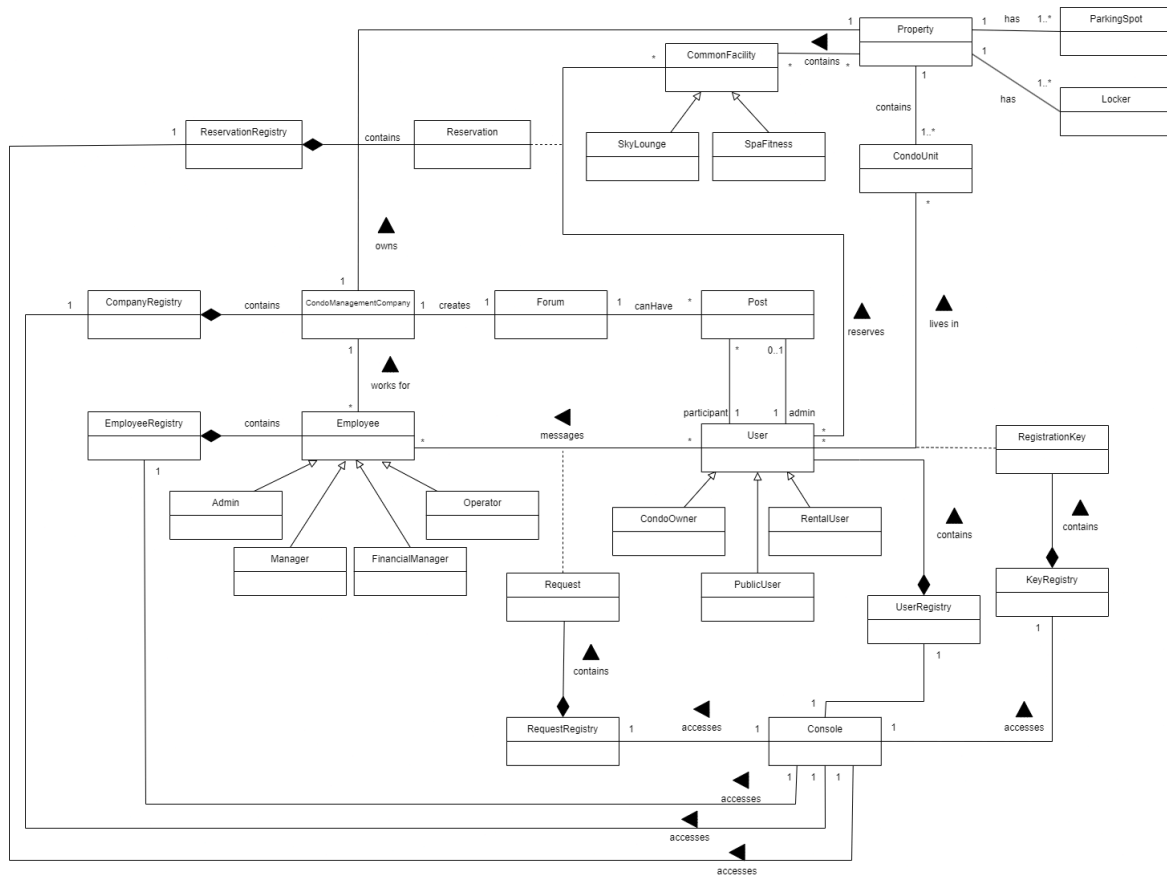 1
Property
1
has
1..*
ParkingSpot
*
CommonFacility
*
contains
*
1
1
1..*
has
Locker
contains
1
ReservationRegistry
contains
Reservation
1..*
SkyLounge
SpaFitness
CondoUnit
*
owns
1
1
CompanyRegistry
contains
CondoManagementCompany
1
creates
1
Forum
1
canHave
*
Post
reserves
lives in
1
*
0..1
works for
*
participant
1
1
admin
EmployeeRegistry
contains
Employee
*
messages
*
User
*
*
RegistrationKey
1
Admin
Operator
CondoOwner
RentalUser
contains
contains
Manager
FinancialManager
Request
PublicUser
KeyRegistry
UserRegistry
1
1
contains
1
RequestRegistry
1
accesses
1
Console
1
accesses
1
1
1
accesses
accesses
accesses